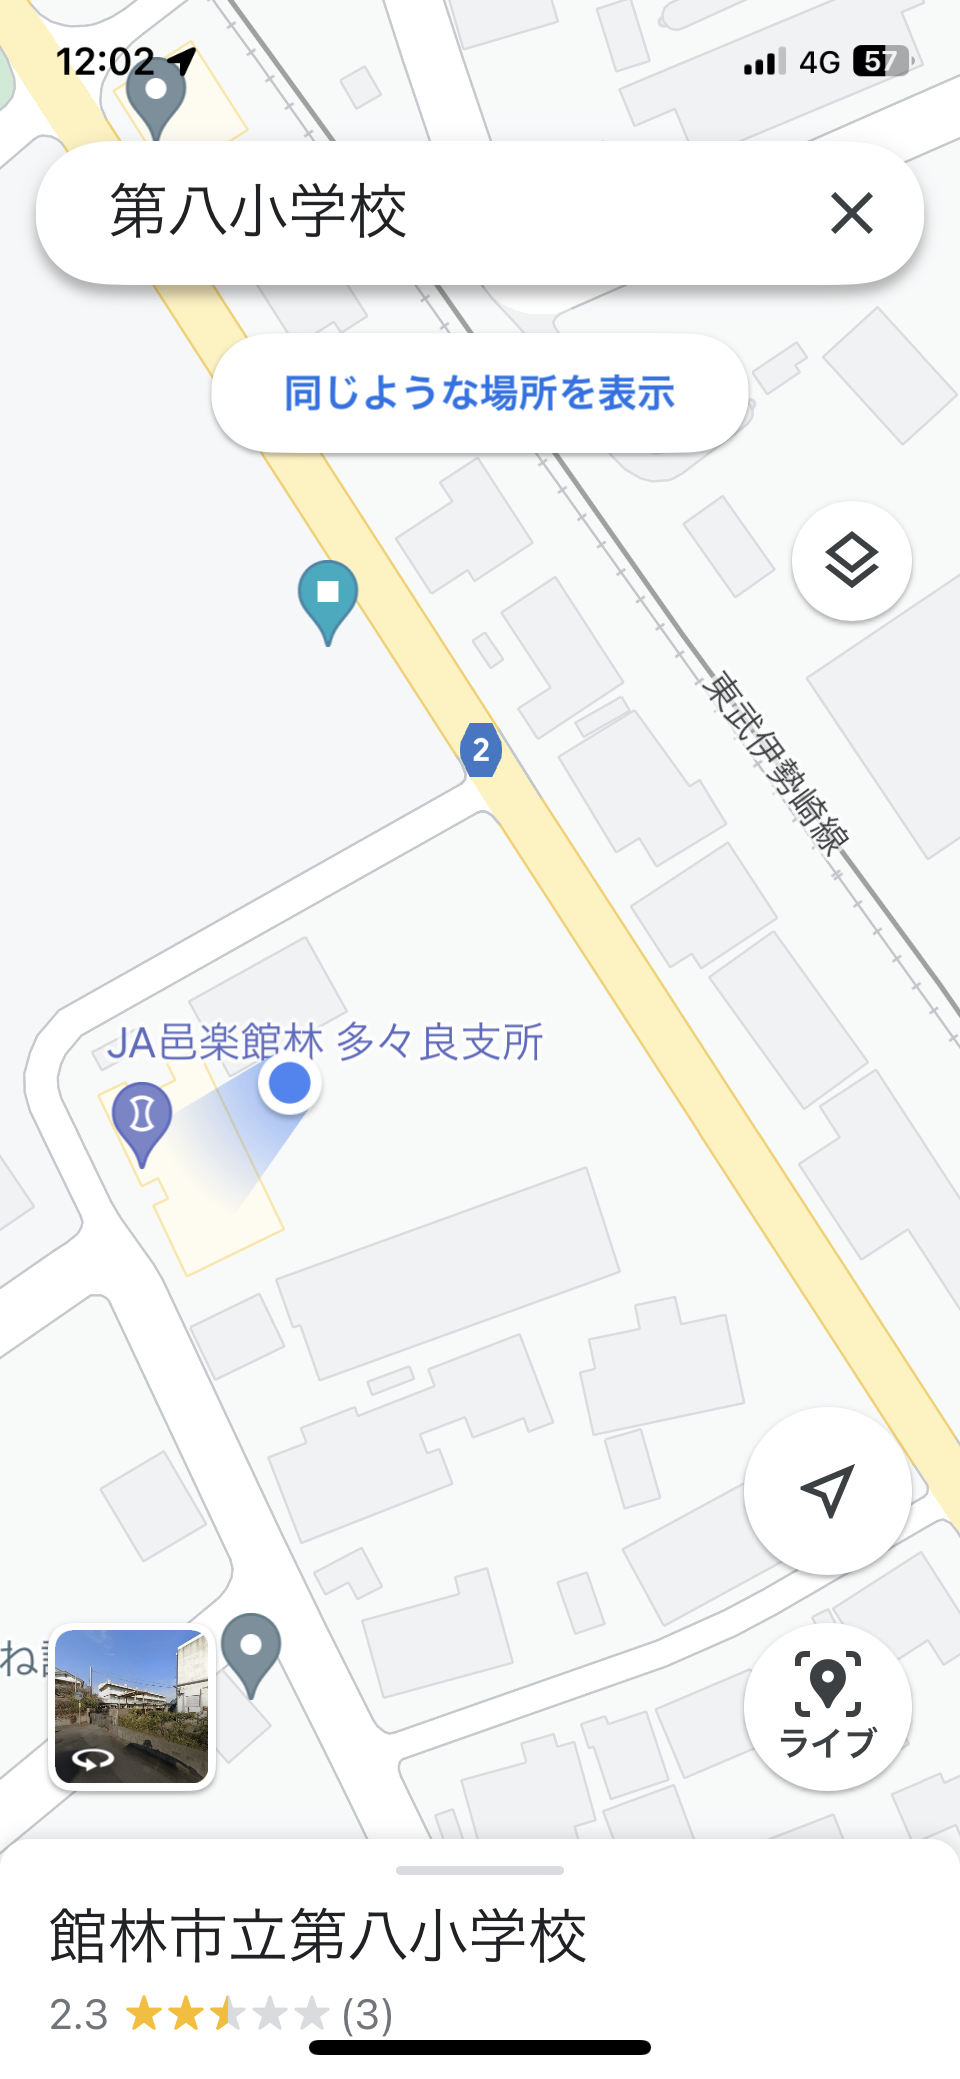 12:02
4G
57
第八小学校
同じような場所を表示
2
東武伊勢崎線
JA邑楽館林 多々良支所
ね
ライブ
館林市立第八小学校
2.3 (3)